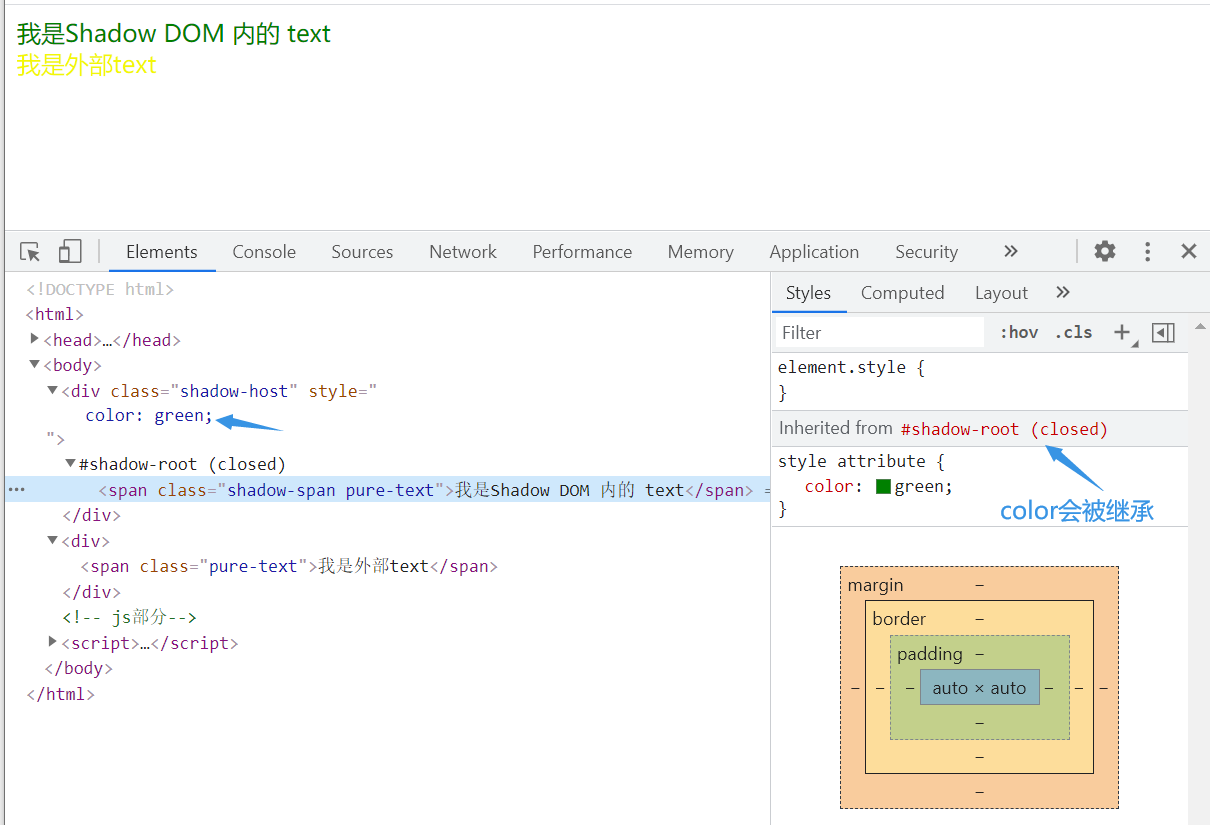 我是Shadow DOM 内的 text
我是外部text
Elements Console Sources Network Performance Memory Application Security »
<!DOCTYPE html>
<html>
<head>…</head>
<body>
<div class="shadow-host" style="
color: green;
">
#shadow-root (closed)
<span class="shadow-span pure-text">我是Shadow DOM 内的 text</span> =
</div>
<div>
<span class="pure-text">我是外部text</span>
</div>
<!-- js部分-->
<script>…</script>
</body>
</html>
Styles Computed Layout »
Filter :hov .cls +
element.style {
}
Inherited from #shadow-root (closed)
style attribute {
color: green;
}
color会被继承
margin –
border –
padding –
– – – auto × auto – – –
–
–
–